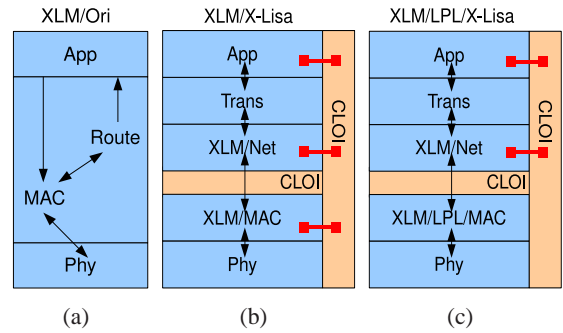 XLM/Ori
App
Route
MAC
Phy
(a)
XLM/X-Lisa
App
Trans
XLM/Net
CLOI
XLM/MAC
Phy
CLOI
(b)
XLM/LPL/X-Lisa
App
Trans
XLM/Net
CLOI
XLM/LPL/MAC
Phy
CLOI
(c)